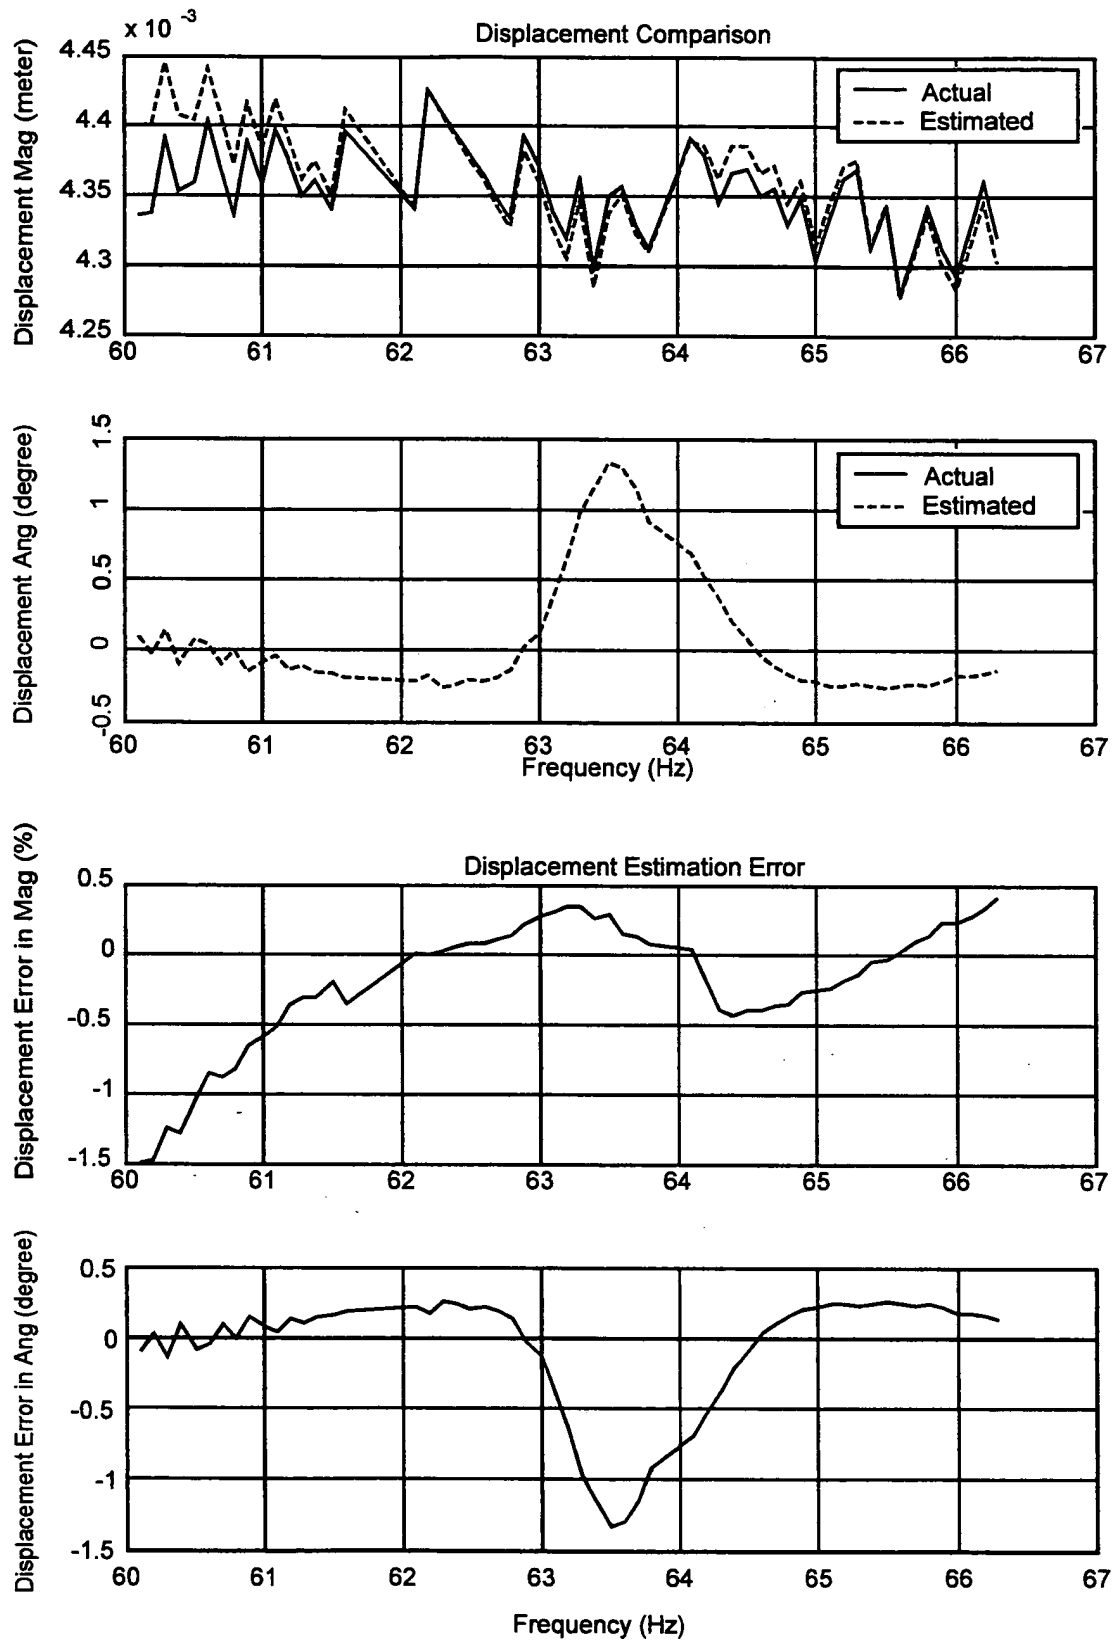 x 10 -3
Displacement Comparison
Displacement Mag (meter)
4.45
4.4
4.35
4.3
4.25
Actual
Estimated
60 61 62 63 64 65 66 67
Displacement Ang (degree)
1.5
1
0.5
0
-0.5
Actual
Estimated
60 61 62 63 64 65 66 67
Frequency (Hz)
Displacement Estimation Error
Displacement Error in Mag (%)
0.5
0
-0.5
-1
-1.5
60 61 62 63 64 65 66 67
Displacement Error in Ang (degree)
0.5
0
-0.5
-1
-1.5
60 61 62 63 64 65 66 67
Frequency (Hz)